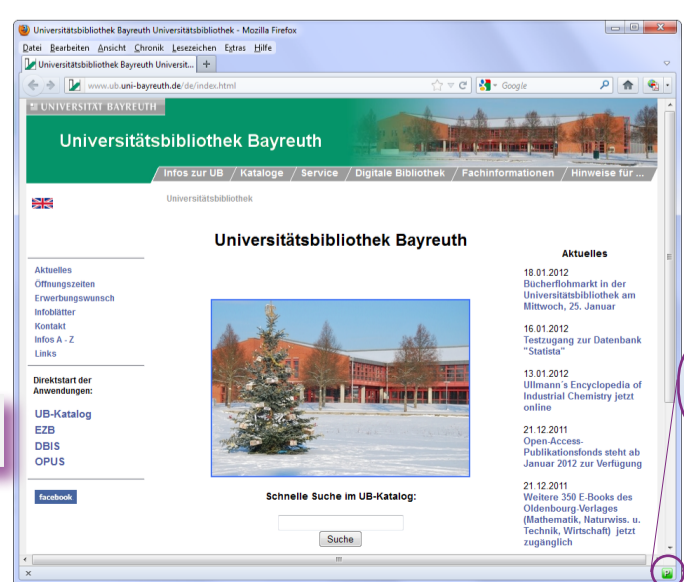 Universitätsbibliothek Bayreuth Universitätsbibliothek - Mozilla Firefox
Datei Bearbeiten Ansicht Chronik Lesezeichen Extras Hilfe
Universitätsbibliothek Bayreuth Universit... +
www.ub.uni-bayreuth.de/de/index.html
Google
UNIVERSITÄT BAYREUTH
Universitätsbibliothek Bayreuth
Infos zur UB / Kataloge / Service / Digitale Bibliothek / Fachinformationen / Hinweise für ...
Universitätsbibliothek
Aktuelles
Öffnungszeiten
Erwerbungswunsch
Infoblätter
Kontakt
Infos A - Z
Links
Direktstart der
Anwendungen:
UB-Katalog
EZB
DBIS
OPUS
facebook
Universitätsbibliothek Bayreuth
Schnelle Suche im UB-Katalog:
Suche
Aktuelles
18.01.2012
Bücherflohmarkt in der
Universitätsbibliothek am
Mittwoch, 25. Januar
16.01.2012
Testzugang zur Datenbank
"Statista"
13.01.2012
Ullmann´s Encyclopedia of
Industrial Chemistry jetzt
online
21.12.2011
Open-Access-
Publikationsfonds steht ab
Januar 2012 zur Verfügung
21.12.2011
Weitere 350 E-Books des
Oldenbourg-Verlages
(Mathematik, Naturwiss. u.
Technik, Wirtschaft) jetzt
zugänglich
x